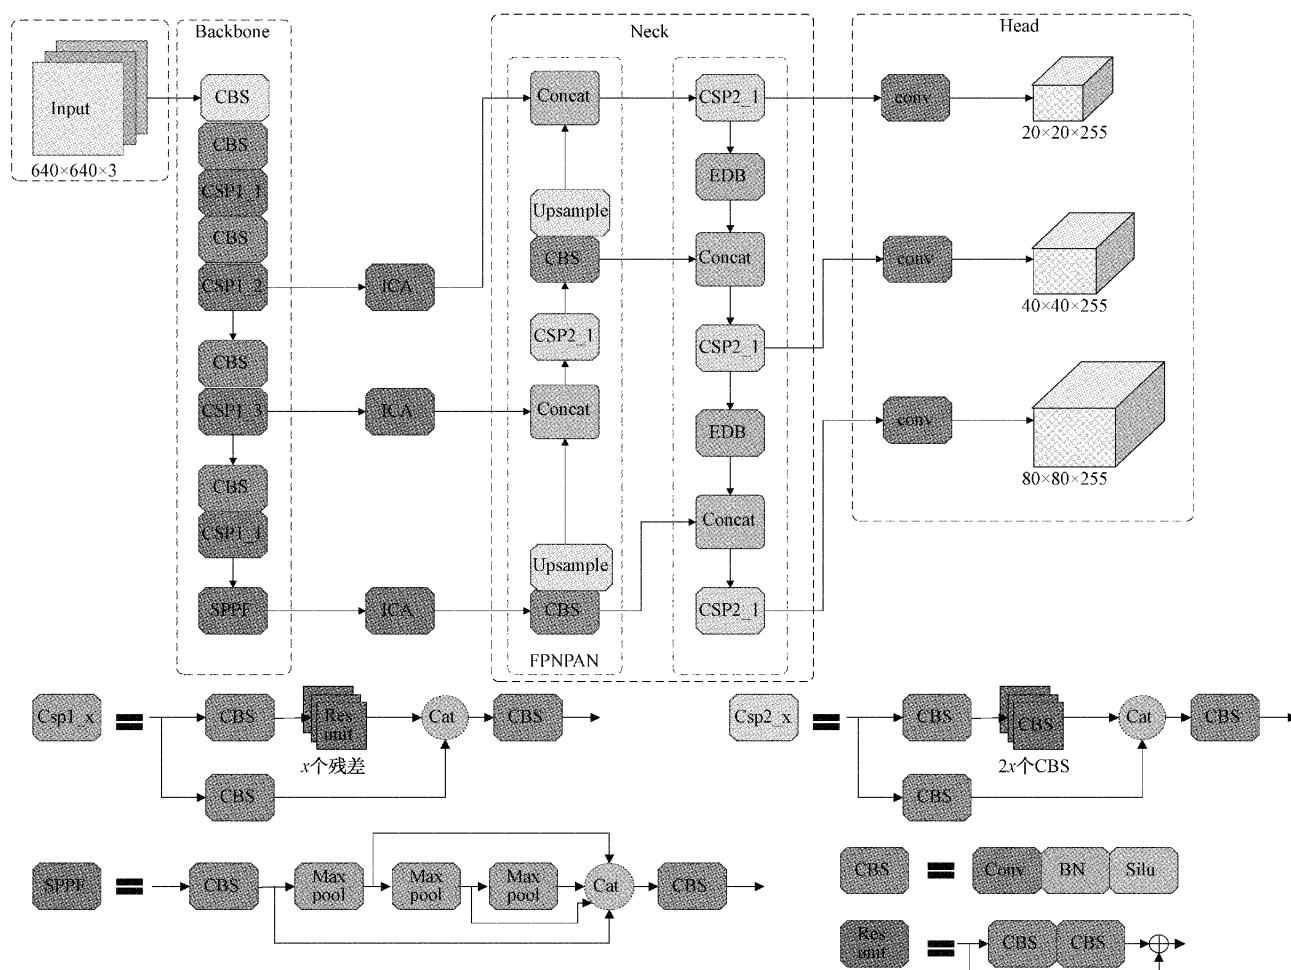 Input
640×640×3
Backbone
CBS
CBS
CSP1_1
CBS
CSP1_2
CBS
CSP1_3
CBS
CSP1_1
SPPF
ICA
ICA
ICA
Neck
Concat
Upsample
CBS
CSP2_1
Concat
Upsample
CBS
FPNPAN
CSP2_1
EDB
Concat
CSP2_1
EDB
Concat
CSP2_1
Head
conv
20×20×255
conv
40×40×255
conv
80×80×255
Csp1_x
CBS
Res
unit
Cat
CBS
x个残差
CBS
Csp2_x
CBS
CBS
Cat
CBS
2x个CBS
CBS
SPPF
CBS
Max
pool
Max
pool
Max
pool
Cat
CBS
CBS
Conv
BN
Silu
Res
unit
CBS
CBS